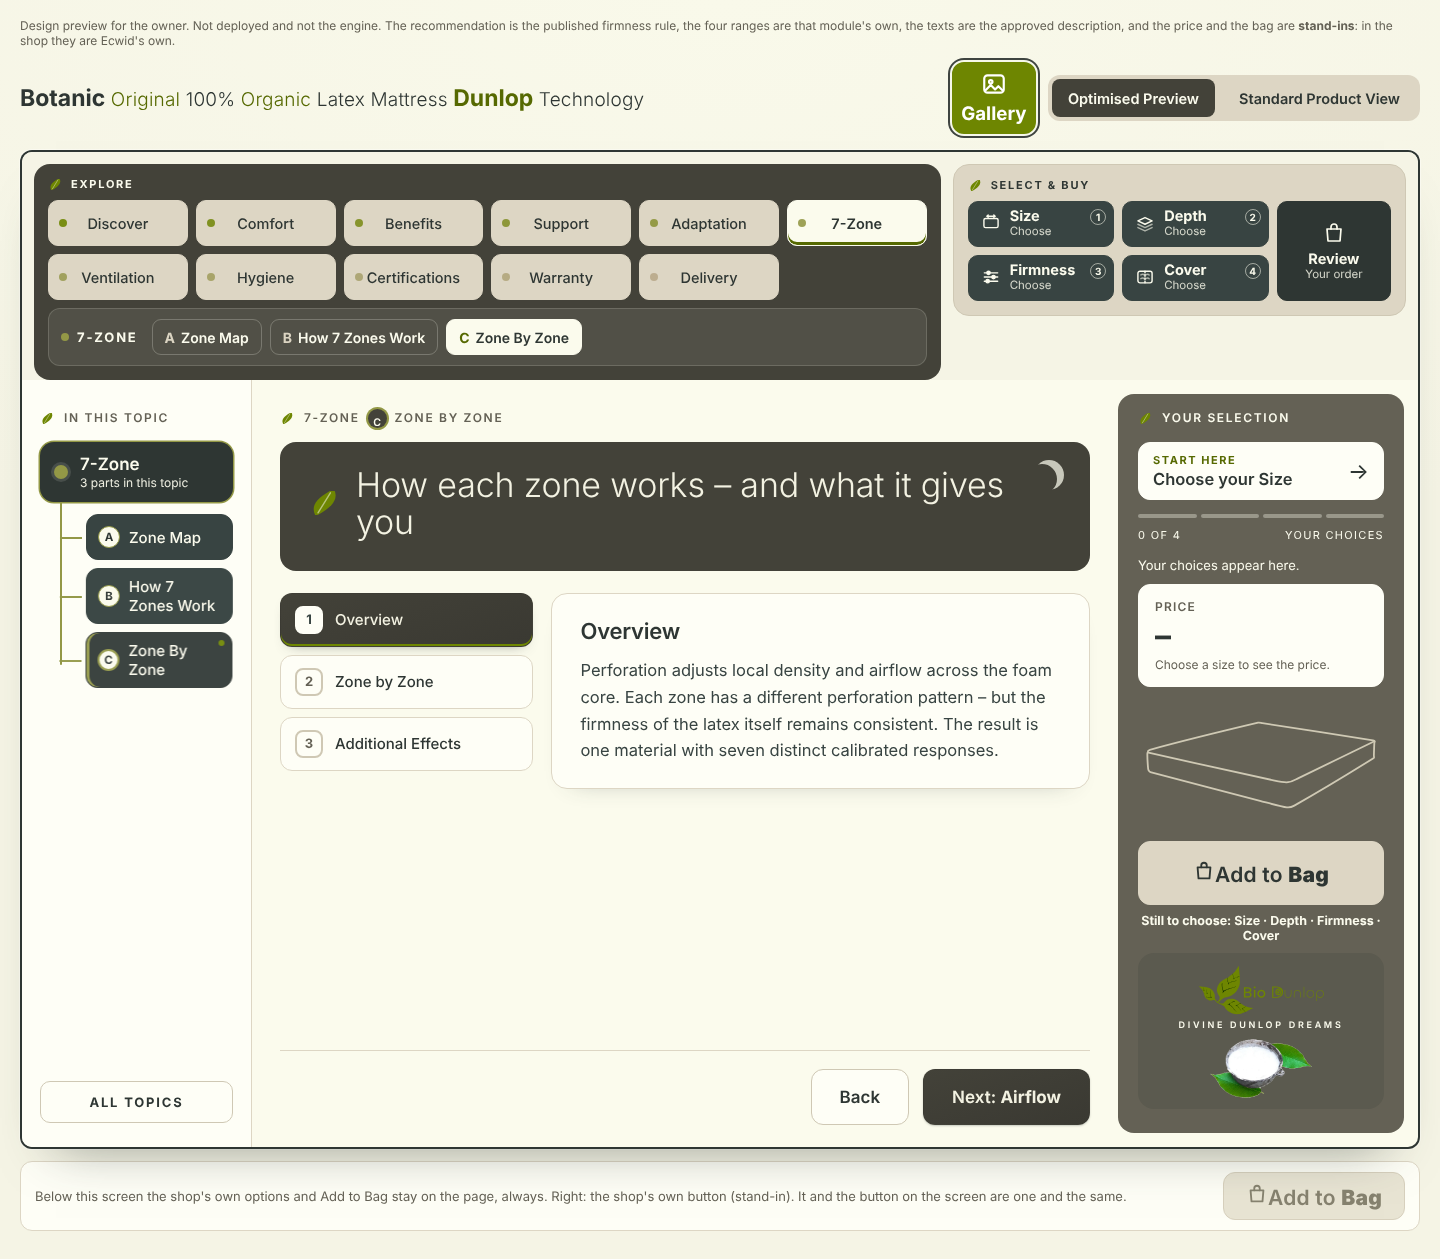 Design preview for the owner. Not deployed and not the engine. The recommendation is the published firmness rule, the four ranges are that module's own, the texts are the approved description, and the price and the bag are stand-ins: in the
shop they are Ecwid's own.
Botanic Original 100% Organic Latex Mattress Dunlop Technology
Gallery
Optimised Preview
Standard Product View
EXPLORE
Discover
Comfort
Benefits
Support
Adaptation
7-Zone
Ventilation
Hygiene
Certifications
Warranty
Delivery
7-ZONE
A Zone Map
B How 7 Zones Work
C Zone By Zone
SELECT & BUY
Size
Choose
1
Depth
Choose
2
Firmness
Choose
3
Cover
Choose
4
Review
Your order
IN THIS TOPIC
7-Zone
3 parts in this topic
A Zone Map
B How 7
Zones Work
C Zone By
Zone
ALL TOPICS
7-ZONE C ZONE BY ZONE
How each zone works – and what it gives
you
1 Overview
2 Zone by Zone
3 Additional Effects
Overview
Perforation adjusts local density and airflow across the foam
core. Each zone has a different perforation pattern – but the
firmness of the latex itself remains consistent. The result is
one material with seven distinct calibrated responses.
Back
Next: Airflow
YOUR SELECTION
START HERE
Choose your Size
0 OF 4
YOUR CHOICES
Your choices appear here.
PRICE
–
Choose a size to see the price.
Add to Bag
Still to choose: Size · Depth · Firmness ·
Cover
Bio Dunlop
DIVINE DUNLOP DREAMS
Below this screen the shop's own options and Add to Bag stay on the page, always. Right: the shop's own button (stand-in). It and the button on the screen are one and the same.
Add to Bag